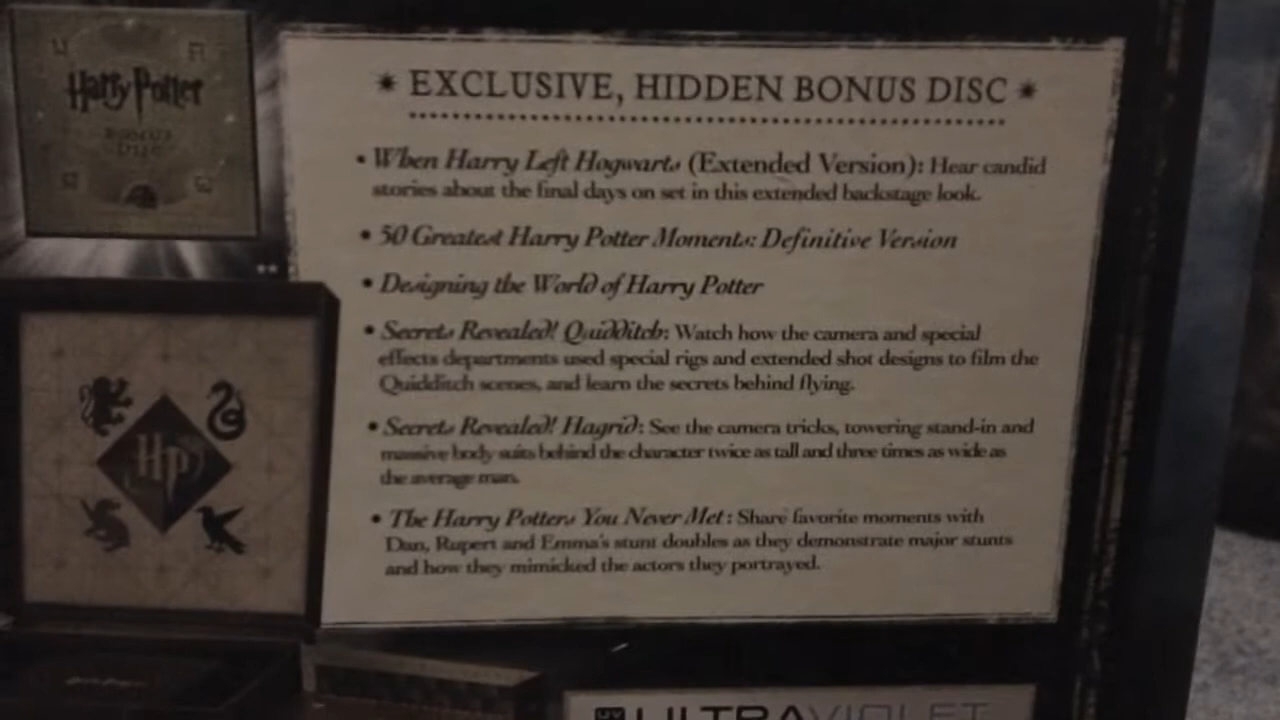 Harry Potter
✷ EXCLUSIVE, HIDDEN BONUS DISC ✷
• When Harry Left Hogwarts (Extended Version): Hear candid
stories about the final days on set in this extended backstage look.
• 50 Greatest Harry Potter Moments: Definitive Version
• Designing the World of Harry Potter
• Secrets Revealed! Quidditch: Watch how the camera and special
effects departments used special rigs and extended shot designs to film the
Quidditch scenes, and learn the secrets behind flying.
• Secrets Revealed! Hagrid: See the camera tricks, towering stand-in and
massive body suits behind the character twice as tall and three times as wide as
the average man.
• The Harry Potters You Never Met: Share favorite moments with
Dan, Rupert and Emma's stunt doubles as they demonstrate major stunts
and how they mimicked the actors they portrayed.
HP
UV ULTRAVIOLET